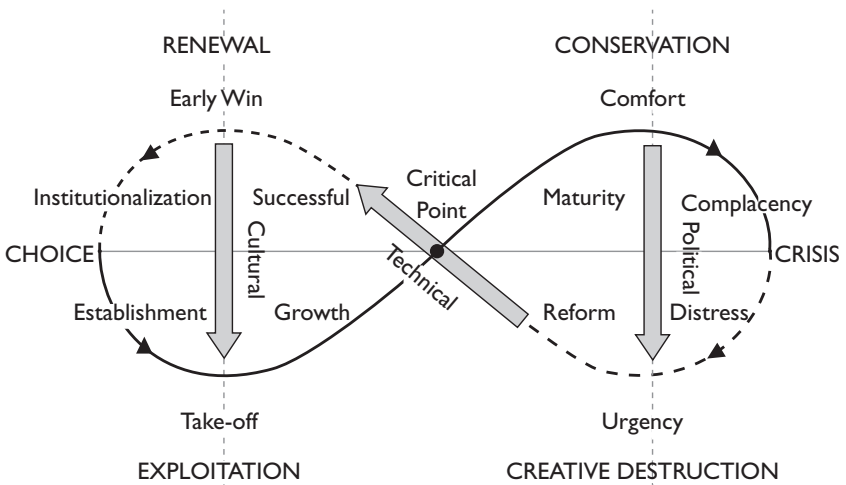 RENEWAL
CONSERVATION
Early Win
Comfort
Critical
Point
Institutionalization
Successful
Maturity
Complacency
Cultural
Political
CHOICE
CRISIS
Technical
Establishment
Growth
Reform
Distress
Take-off
Urgency
EXPLOITATION
CREATIVE DESTRUCTION